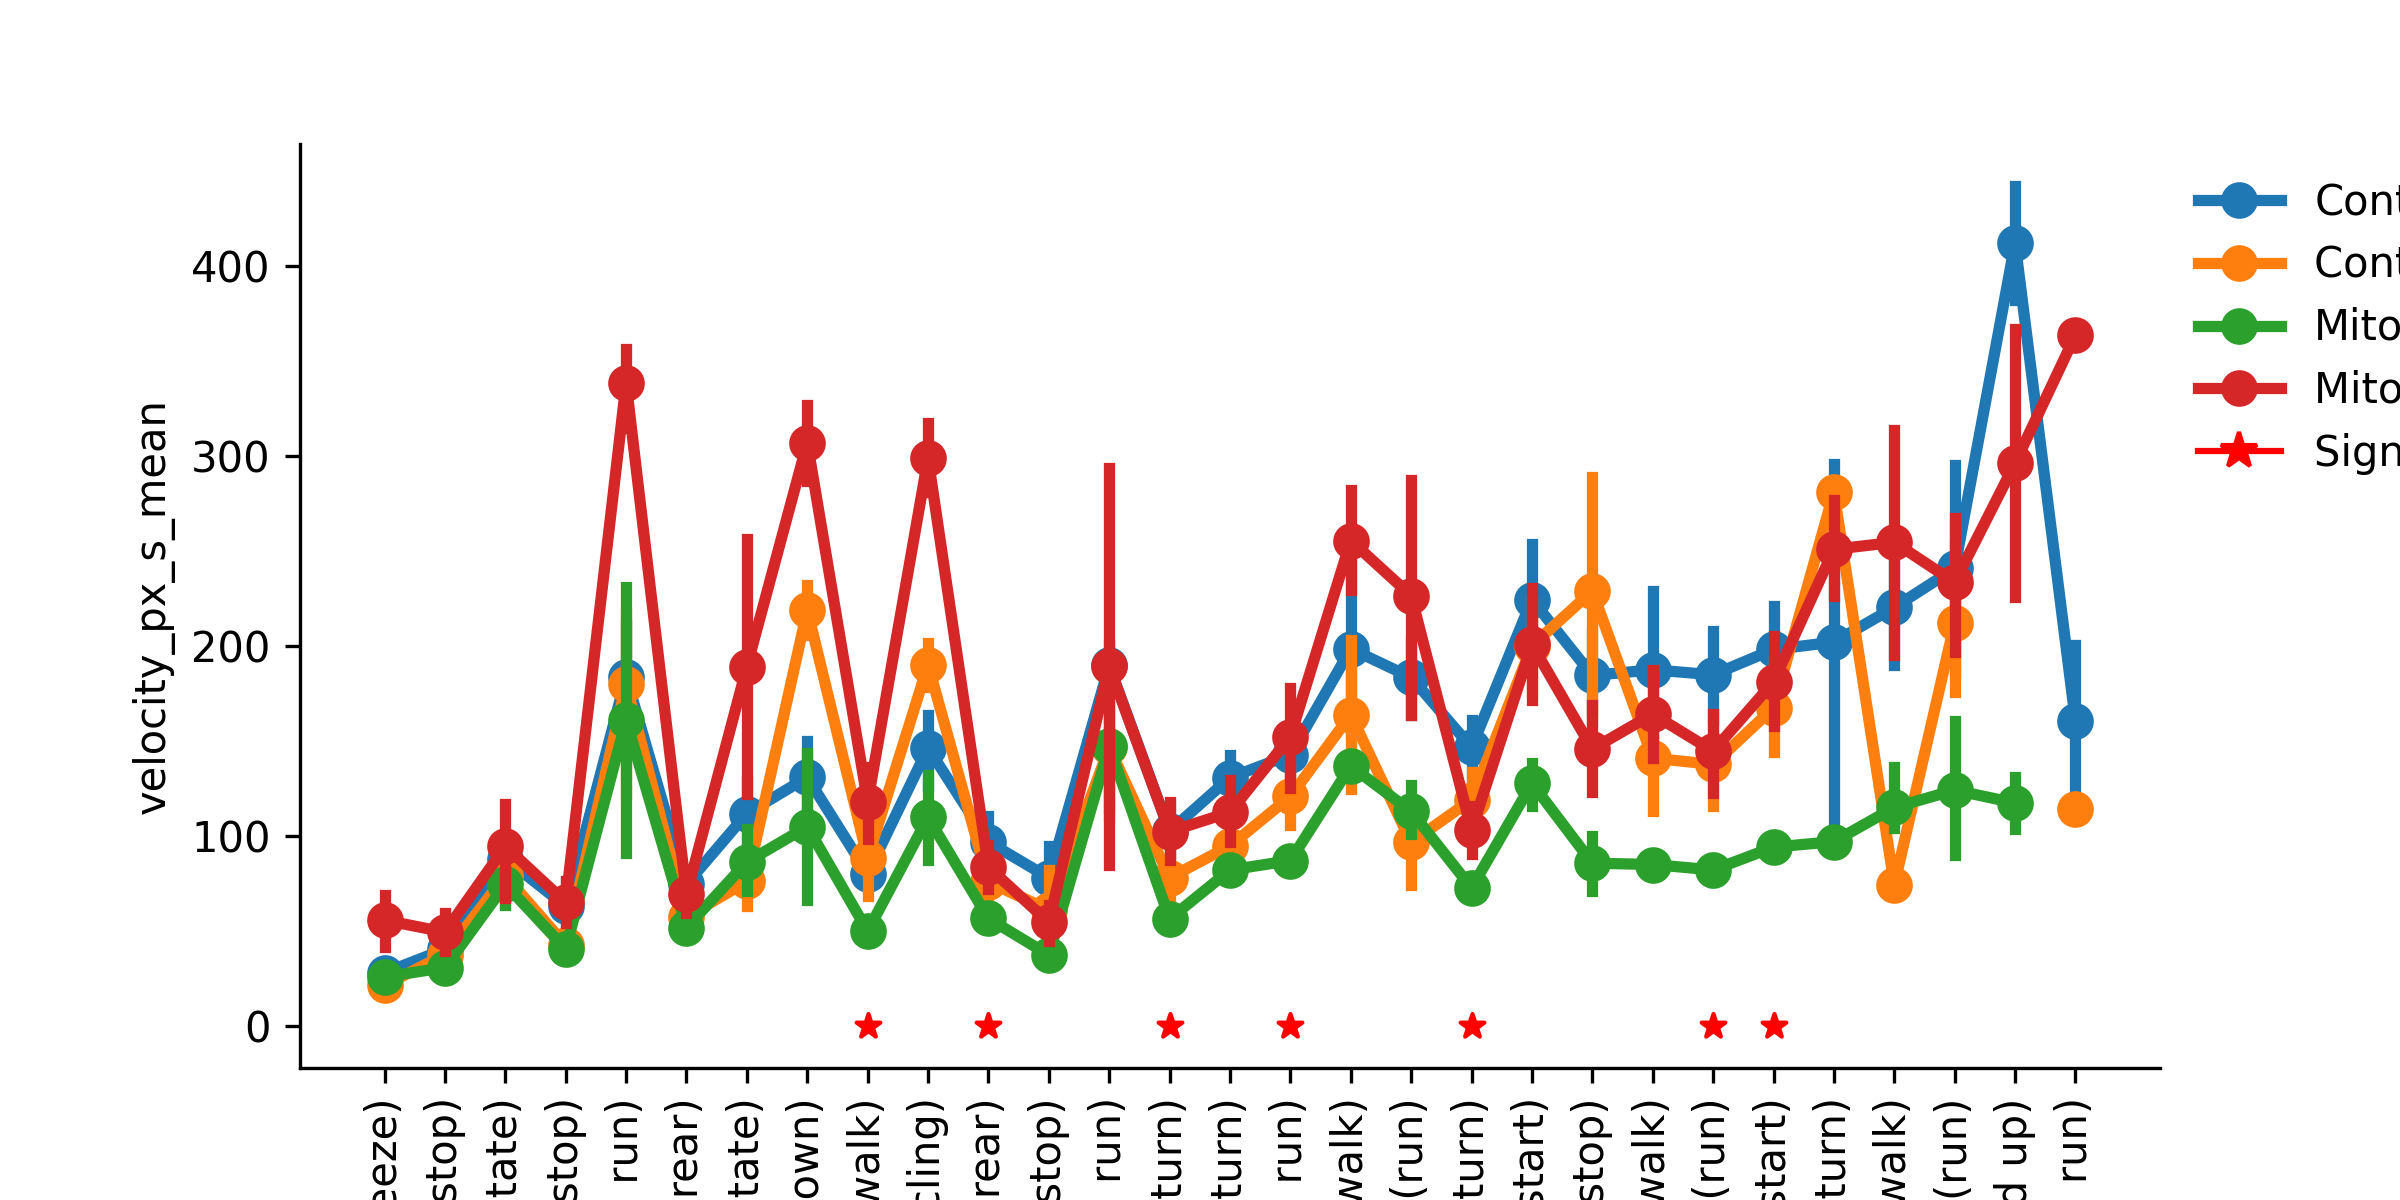 velocity_px_s_mean
400
300
200
100
0
Cont
Cont
Mito
Mito
Sign
eeze)
stop)
tate)
stop)
run)
rear)
tate)
own)
walk)
cling)
rear)
stop)
run)
turn)
turn)
run)
walk)
(run)
turn)
start)
stop)
walk)
(run)
start)
turn)
walk)
(run)
d up)
run)